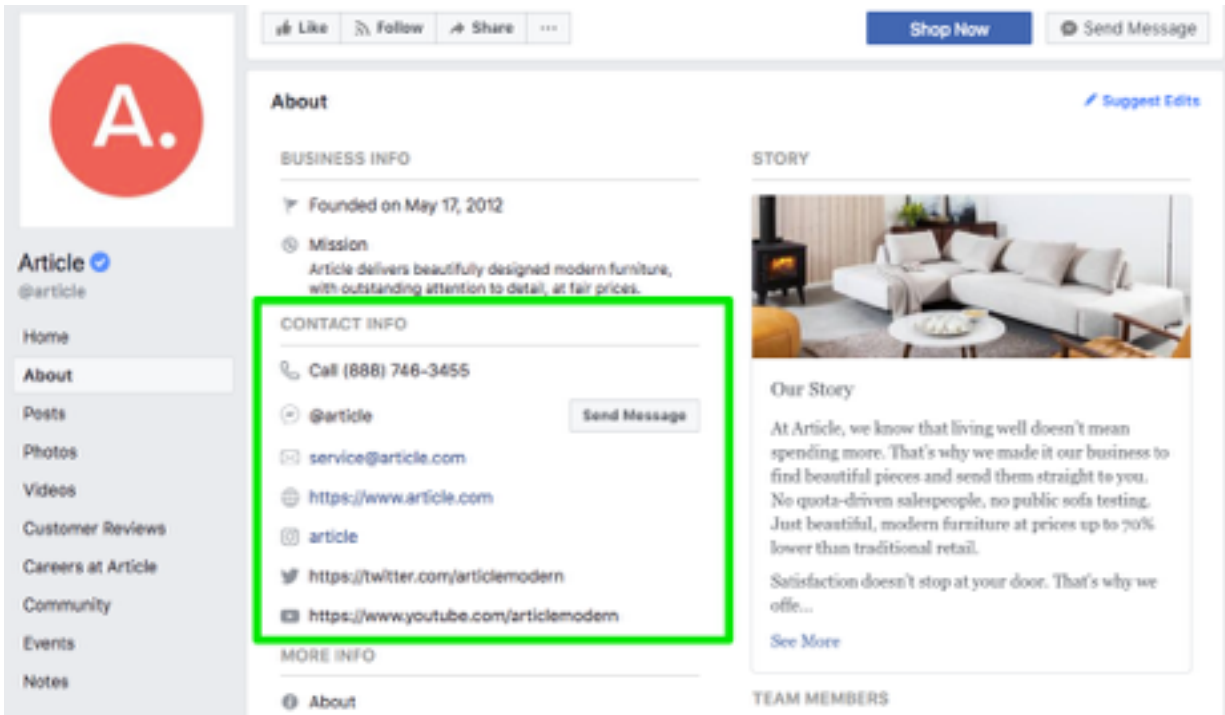 Like
Follow
Share
Shop Now
Send Message
A.
Article
@article
Home
About
Posts
Photos
Videos
Customer Reviews
Careers at Article
Community
Events
Notes
About
Suggest Edits
BUSINESS INFO
Founded on May 17, 2012
Mission
Article delivers beautifully designed modern furniture,
with outstanding attention to detail, at fair prices.
CONTACT INFO
Call (888) 746-3455
@article
Send Message
service@article.com
https://www.article.com
article
https://twitter.com/articlemodern
https://www.youtube.com/articlemodern
MORE INFO
About
STORY
Our Story
At Article, we know that living well doesn't mean
spending more. That's why we made it our business to
find beautiful pieces and send them straight to you.
No quota-driven salespeople, no public sofa testing.
Just beautiful, modern furniture at prices up to 70%
lower than traditional retail.
Satisfaction doesn't stop at your door. That's why we
offe...
See More
TEAM MEMBERS